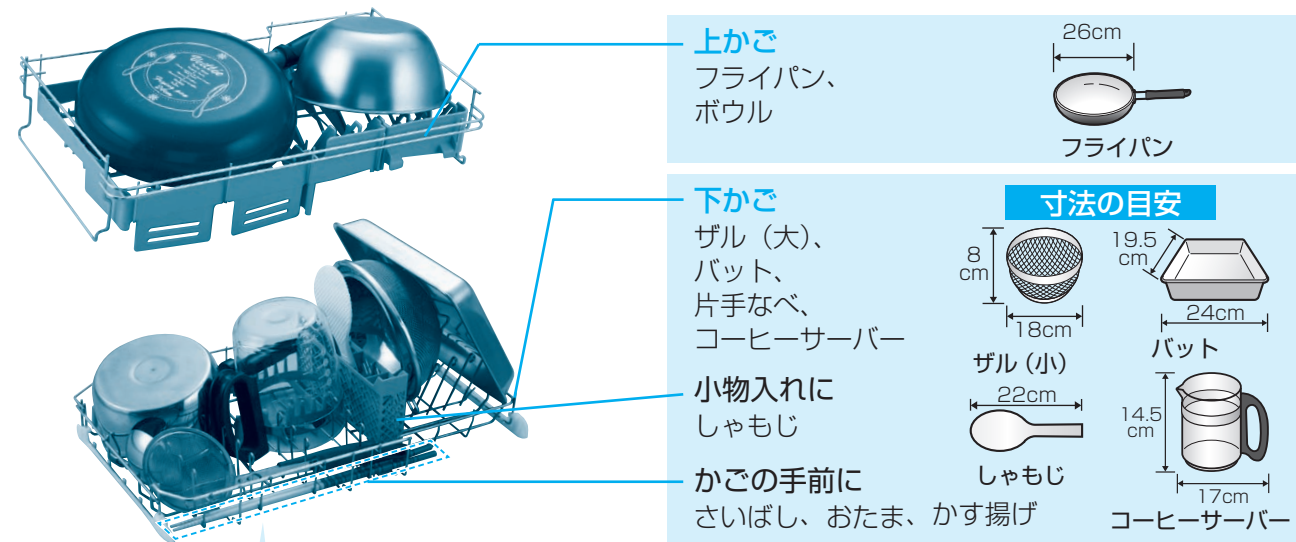 上かご
フライパン、
ボウル
26cm
フライパン
下かご
ザル（大）、
バット、
片手なべ、
コーヒーサーバー
小物入れに
しゃもじ
かごの手前に
さいばし、おたま、かす揚げ
寸法の目安
8
cm
18cm
ザル（小）
19.5
cm
24cm
バット
22cm
しゃもじ
14.5
cm
17cm
コーヒーサーバー